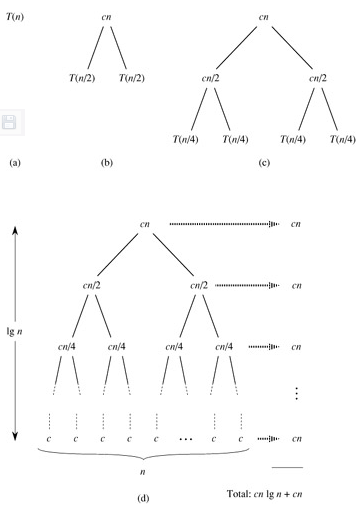 T(n) cn cn
T(n/2) T(n/2) cn/2 cn/2
T(n/4) T(n/4) T(n/4) T(n/4)
(a) (b) (c)
cn cn
cn/2 cn/2 cn
lg n
cn/4 cn/4 cn/4 cn/4 cn
⋮
c c c c c ... c c cn
n
(d) Total: cn lg n + cn